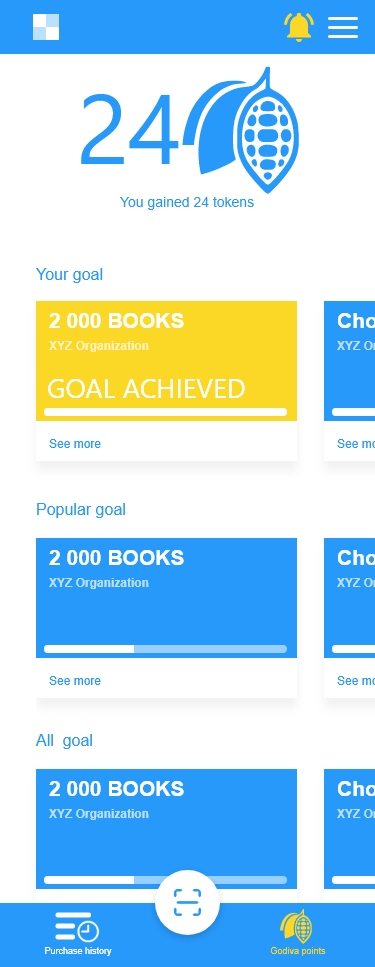 24
You gained 24 tokens
Your goal
2 000 BOOKS
XYZ Organization
GOAL ACHIEVED
See more
Cho
XYZ Or
See mo
Popular goal
2 000 BOOKS
XYZ Organization
See more
Cho
XYZ Or
See mo
All  goal
2 000 BOOKS
XYZ Organization
Cho
XYZ Or
Purchase history
Godiva points